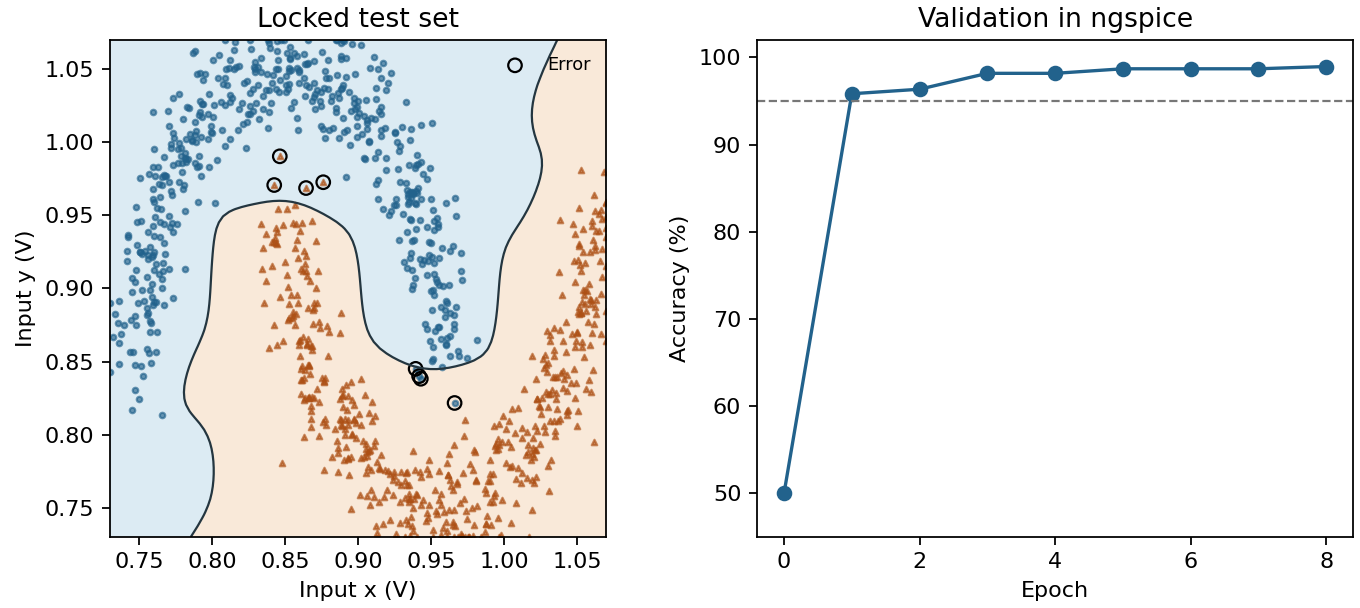 Locked test set
Error
1.05
1.00
0.95
0.90
0.85
0.80
0.75
Input y (V)
0.75 0.80 0.85 0.90 0.95 1.00 1.05
Input x (V)
Validation in ngspice
100
90
80
70
60
50
Accuracy (%)
0 2 4 6 8
Epoch